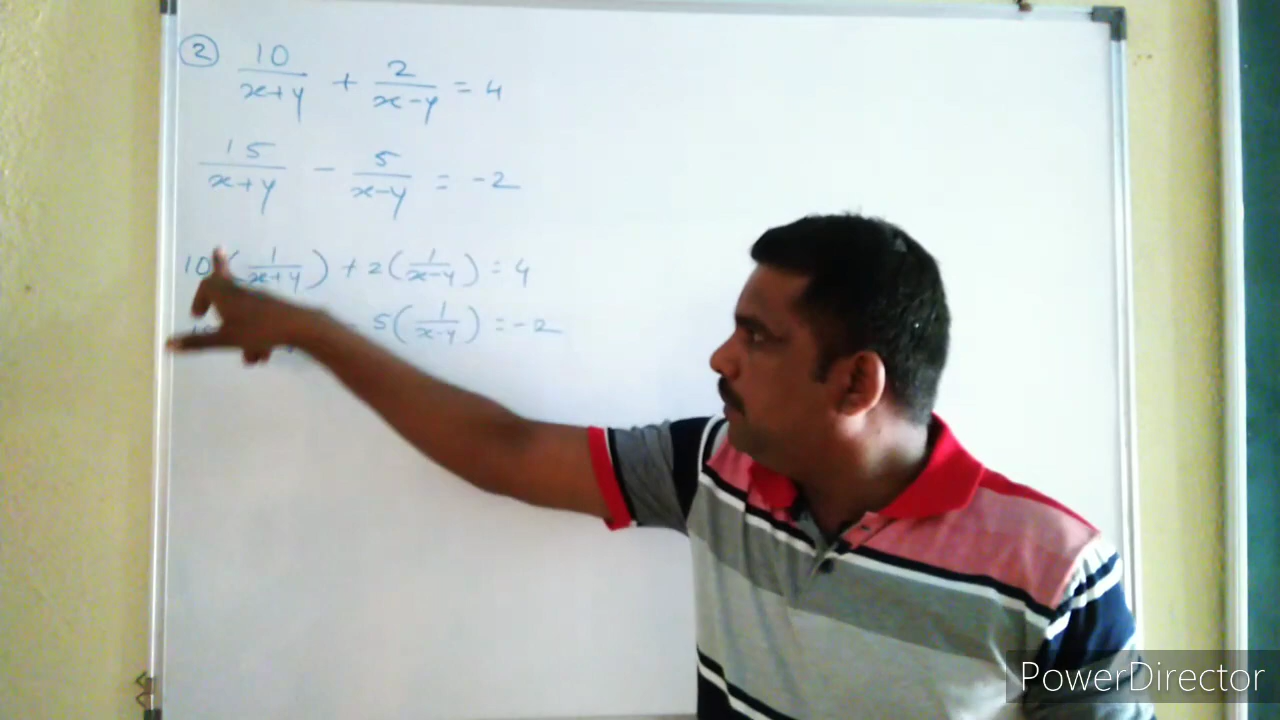 ② 10/(x+y) + 2/(x-y) = 4
15/(x+y) - 5/(x-y) = -2
10(1/(x+y)) + 2(1/(x-y)) = 4
- 5(1/(x-y)) = -2
PowerDirector